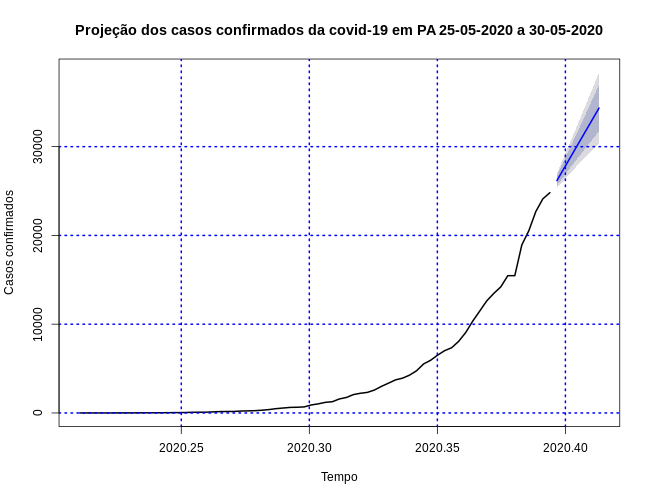 Projeção dos casos confirmados da covid-19 em PA 25-05-2020 a 30-05-2020
Casos confirmados
30000
20000
10000
0
2020.25 2020.30 2020.35 2020.40
Tempo